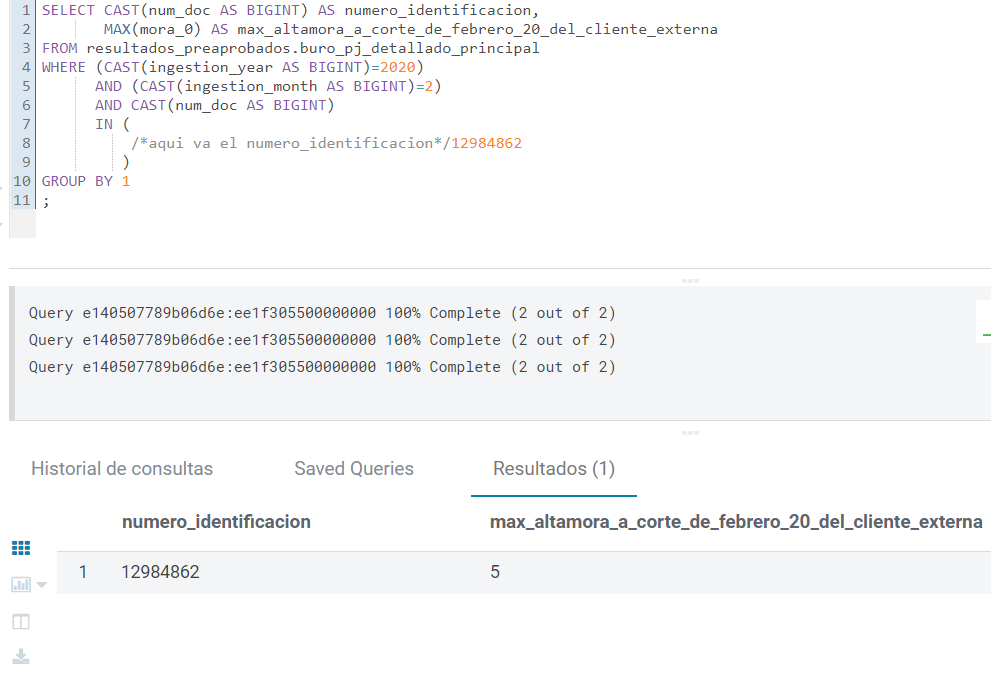 1 SELECT CAST(num_doc AS BIGINT) AS numero_identificacion,
2 MAX(mora_0) AS max_altamora_a_corte_de_febrero_20_del_cliente_externa
3 FROM resultados_preaprobados.buro_pj_detallado_principal
4 WHERE (CAST(ingestion_year AS BIGINT)=2020)
5 AND (CAST(ingestion_month AS BIGINT)=2)
6 AND CAST(num_doc AS BIGINT)
7 IN (
8 /*aqui va el numero_identificacion*/12984862
9 )
10 GROUP BY 1
11 ;
Query e140507789b06d6e:ee1f305500000000 100% Complete (2 out of 2)
Query e140507789b06d6e:ee1f305500000000 100% Complete (2 out of 2)
Query e140507789b06d6e:ee1f305500000000 100% Complete (2 out of 2)
Historial de consultas Saved Queries Resultados (1)
numero_identificacion max_altamora_a_corte_de_febrero_20_del_cliente_externa
1 12984862 5